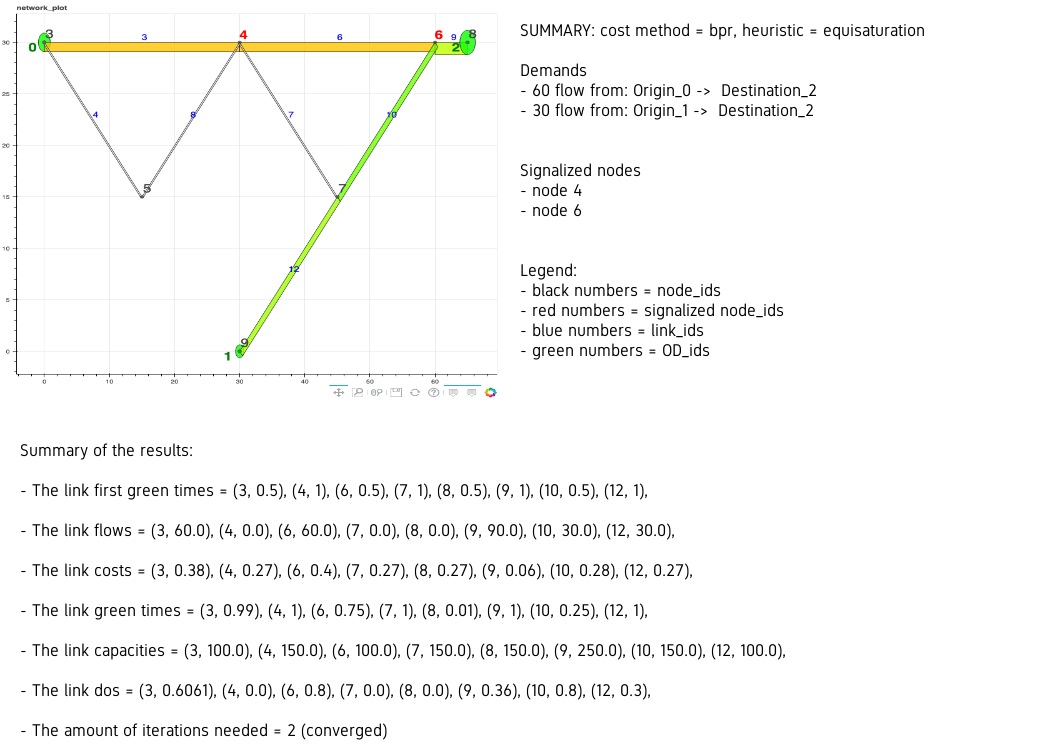 network_plot
SUMMARY: cost method = bpr, heuristic = equisaturation
Demands
- 60 flow from: Origin_0 -> Destination_2
- 30 flow from: Origin_1 -> Destination_2
Signalized nodes
- node 4
- node 6
Legend:
- black numbers = node_ids
- red numbers = signalized node_ids
- blue numbers = link_ids
- green numbers = OD_ids
30
25
20
15
10
5
0
0
10
20
30
40
50
60
3
0
3
4
6
6
9
2
8
4
8
7
10
5
7
12
9
1
Summary of the results:
- The link first green times = (3, 0.5), (4, 1), (6, 0.5), (7, 1), (8, 0.5), (9, 1), (10, 0.5), (12, 1),
- The link flows = (3, 60.0), (4, 0.0), (6, 60.0), (7, 0.0), (8, 0.0), (9, 90.0), (10, 30.0), (12, 30.0),
- The link costs = (3, 0.38), (4, 0.27), (6, 0.4), (7, 0.27), (8, 0.27), (9, 0.06), (10, 0.28), (12, 0.27),
- The link green times = (3, 0.99), (4, 1), (6, 0.75), (7, 1), (8, 0.01), (9, 1), (10, 0.25), (12, 1),
- The link capacities = (3, 100.0), (4, 150.0), (6, 100.0), (7, 150.0), (8, 150.0), (9, 250.0), (10, 150.0), (12, 100.0),
- The link dos = (3, 0.6061), (4, 0.0), (6, 0.8), (7, 0.0), (8, 0.0), (9, 0.36), (10, 0.8), (12, 0.3),
- The amount of iterations needed = 2 (converged)